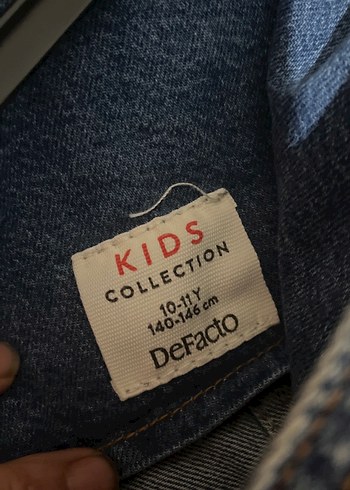 KIDS
COLLECTION
10-11 Y
140-146 cm
DeFacto